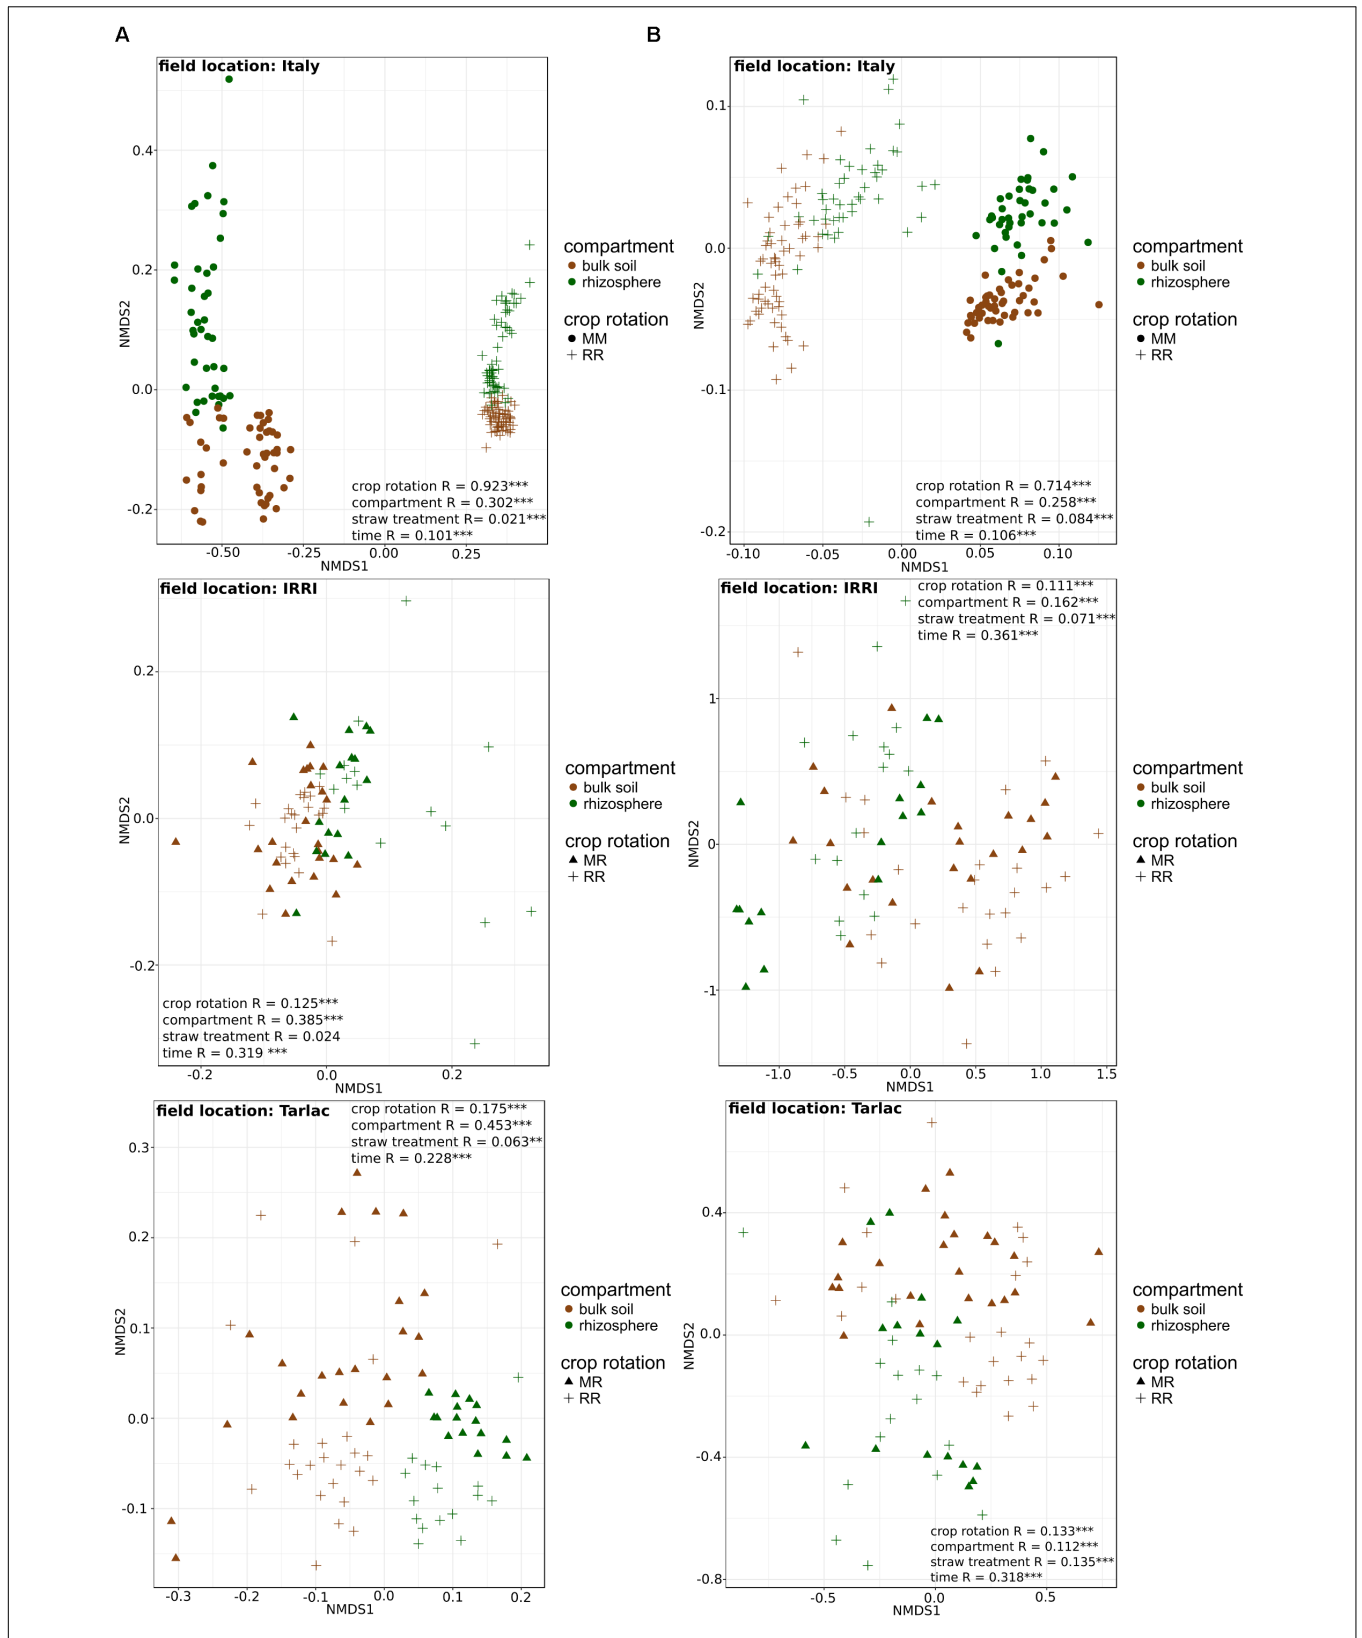 A
B
field location: Italy
0.4
0.2
0.0
-0.2
NMDS2
-0.50
-0.25
0.00
0.25
NMDS1
crop rotation R = 0.923***
compartment R = 0.302***
straw treatment R= 0.021***
time R = 0.101***
compartment
bulk soil
rhizosphere
crop rotation
MM
RR
field location: Italy
0.1
0.0
-0.1
-0.2
NMDS2
-0.10
-0.05
0.00
0.05
0.10
NMDS1
crop rotation R = 0.714***
compartment R = 0.258***
straw treatment R = 0.084***
time R = 0.106***
compartment
bulk soil
rhizosphere
crop rotation
MM
RR
field location: IRRI
0.2
0.0
-0.2
NMDS2
crop rotation R = 0.125***
compartment R = 0.385***
straw treatment R = 0.024
time R = 0.319 ***
-0.2
0.0
0.2
NMDS1
compartment
bulk soil
rhizosphere
crop rotation
MR
RR
field location: IRRI
crop rotation R = 0.111***
compartment R = 0.162***
straw treatment R = 0.071***
time R = 0.361***
1
0
-1
NMDS2
-1.0
-0.5
0.0
0.5
1.0
1.5
NMDS1
compartment
bulk soil
rhizosphere
crop rotation
MR
RR
field location: Tarlac
crop rotation R = 0.175***
compartment R = 0.453***
straw treatment R = 0.063**
time R = 0.228***
0.3
0.2
0.1
0.0
-0.1
NMDS2
-0.3
-0.2
-0.1
0.0
0.1
0.2
NMDS1
compartment
bulk soil
rhizosphere
crop rotation
MR
RR
field location: Tarlac
0.4
0.0
-0.4
-0.8
NMDS2
crop rotation R = 0.133***
compartment R = 0.112***
straw treatment R = 0.135***
time R = 0.318***
-0.5
0.0
0.5
NMDS1
compartment
bulk soil
rhizosphere
crop rotation
MR
RR